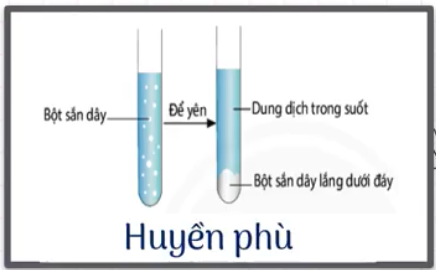 Bột sắn dây
Để yên
Dung dịch trong suốt
Bột sắn dây lắng dưới đáy
Huyền phù